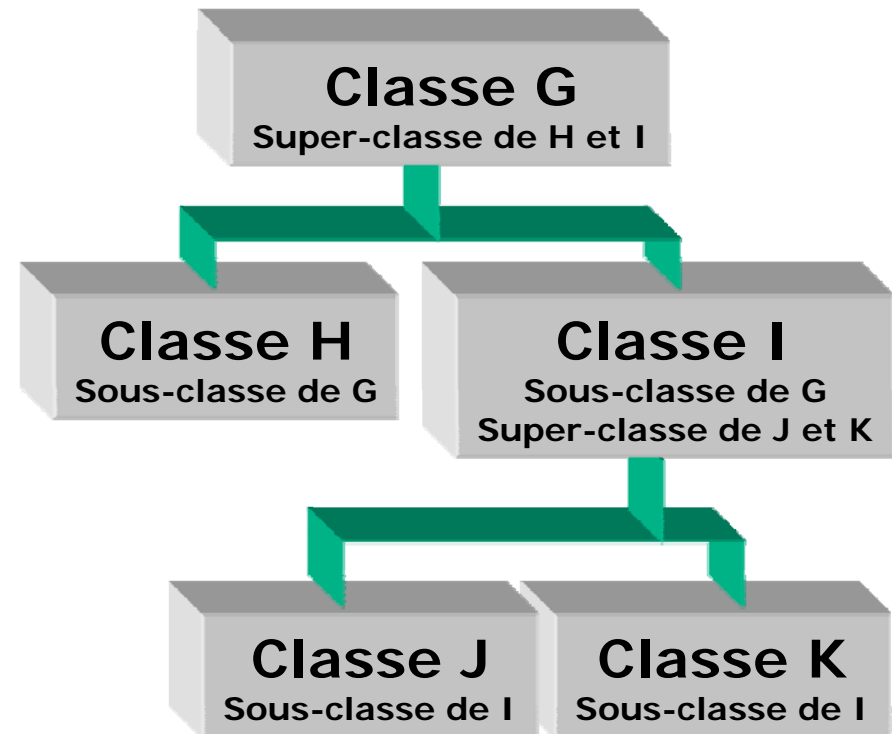 Classe G
Super-classe de H et I
Classe H
Sous-classe de G
Classe I
Sous-classe de G
Super-classe de J et K
Classe J
Sous-classe de I
Classe K
Sous-classe de I